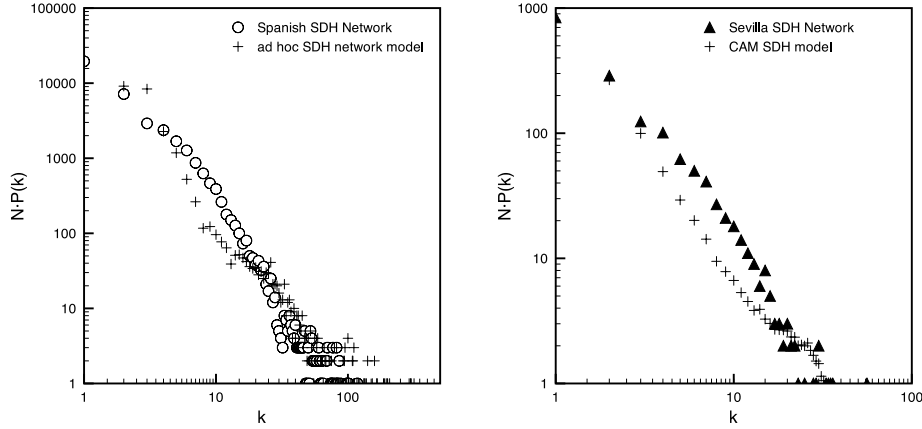 Spanish SDH Network
ad hoc SDH network model
100000
10000
1000
100
10
1
N·P(k)
1
10
100
k
Sevilla SDH Network
CAM SDH model
1000
100
10
1
N·P(k)
1
10
100
k